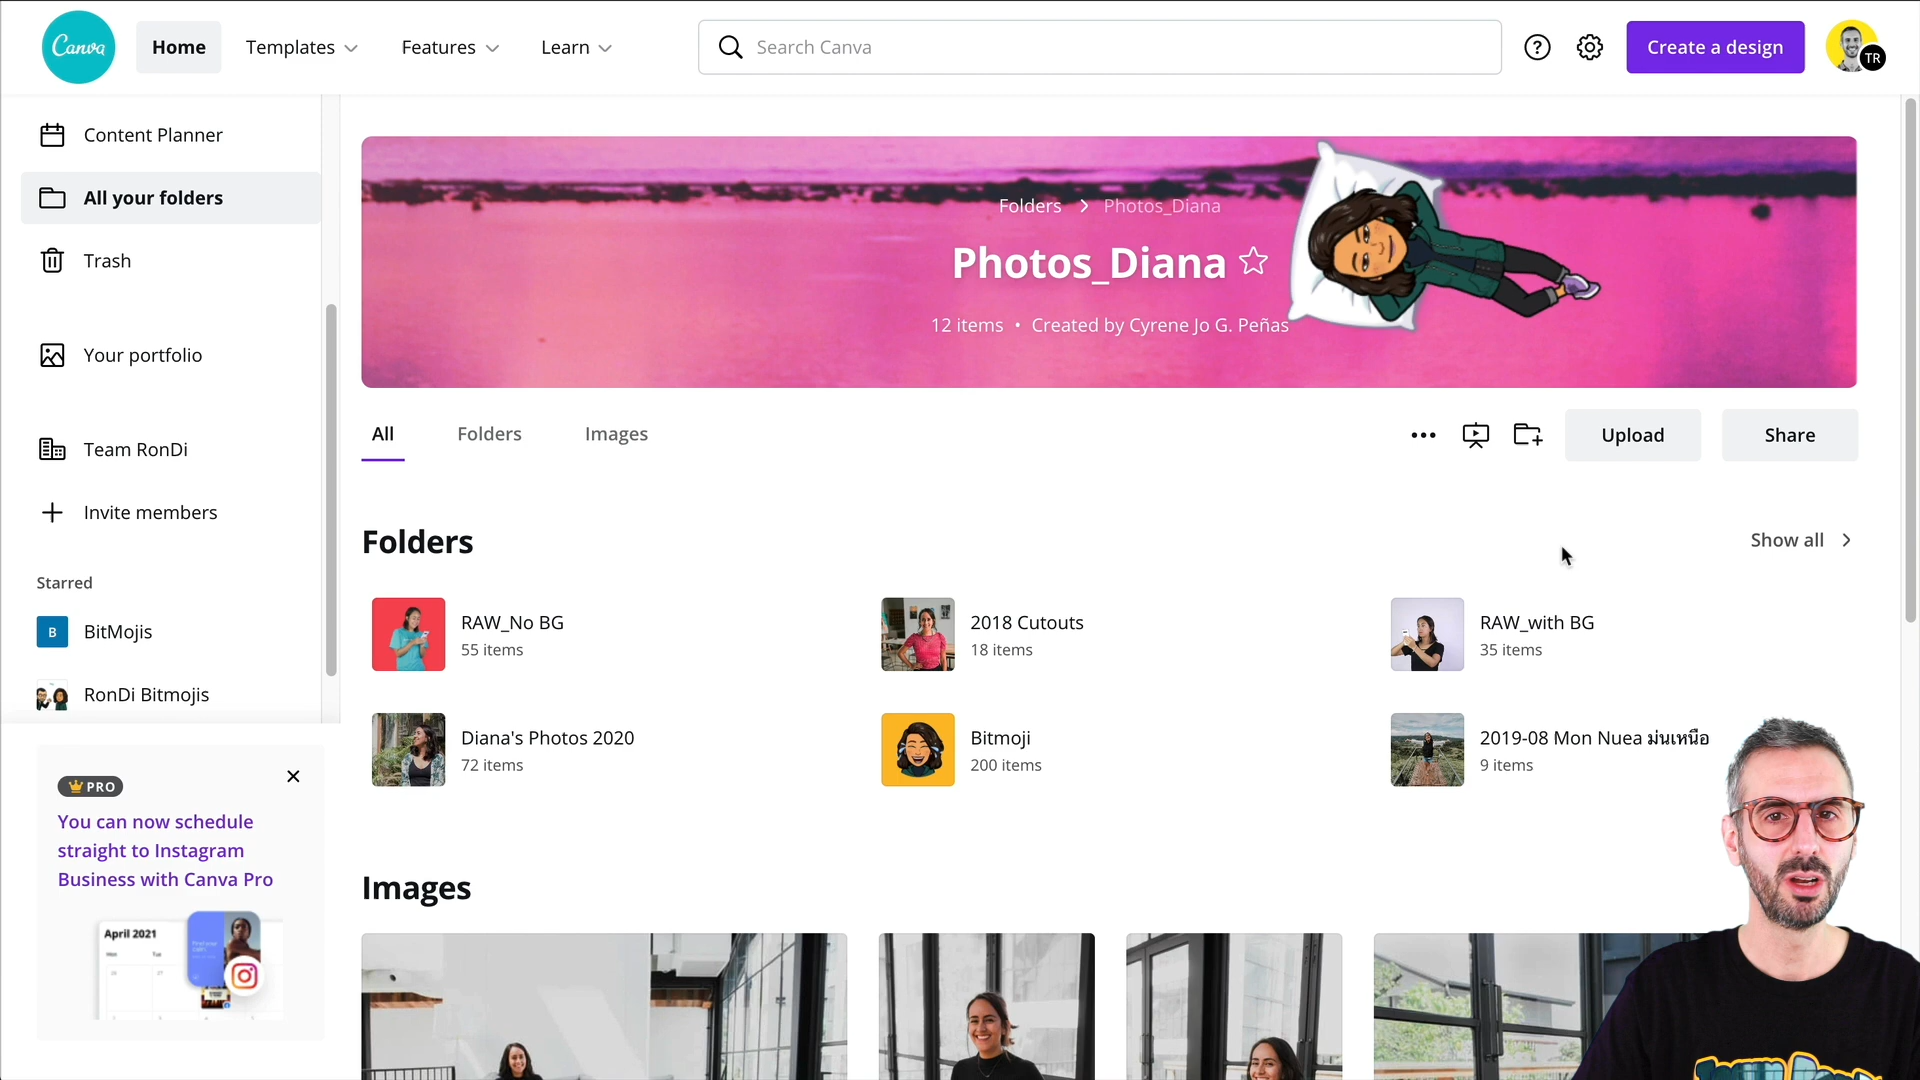 Canva
Home
Templates
Features
Learn
Search Canva
Create a design
TR
Content Planner
All your folders
Trash
Your portfolio
Team RonDi
Invite members
Starred
B
BitMojis
RonDi Bitmojis
PRO
You can now schedule
straight to Instagram
Business with Canva Pro
April 2021
Mon
Tue
Folders > Photos_Diana
Photos_Diana
12 items • Created by Cyrene Jo G. Peñas
All
Folders
Images
Upload
Share
Folders
Show all
RAW_No BG
55 items
2018 Cutouts
18 items
RAW_with BG
35 items
Diana's Photos 2020
72 items
Bitmoji
200 items
2019-08 Mon Nuea ม่นเหนือ
9 items
Images